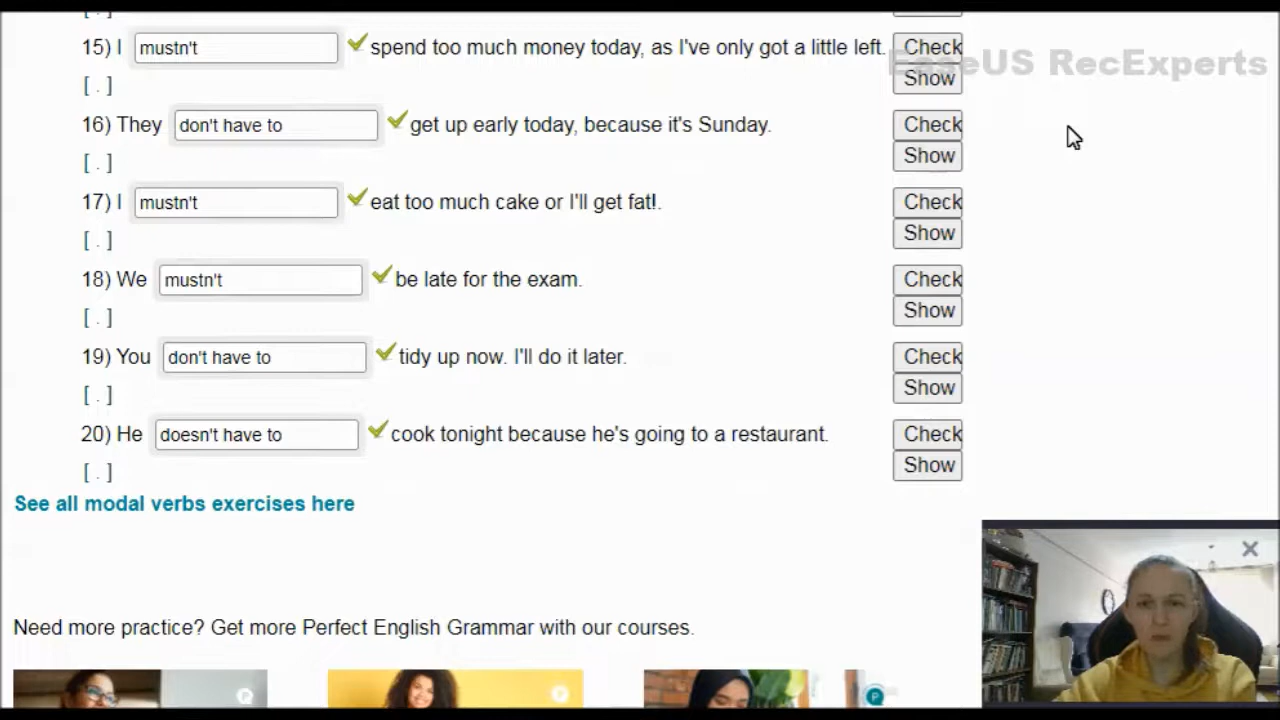 15) I mustn't spend too much money today, as I've only got a little left. Check
EaseUS RecExperts
[ . ] Show
16) They don't have to get up early today, because it's Sunday. Check
[ . ] Show
17) I mustn't eat too much cake or I'll get fat!. Check
[ . ] Show
18) We mustn't be late for the exam. Check
[ . ] Show
19) You don't have to tidy up now. I'll do it later. Check
[ . ] Show
20) He doesn't have to cook tonight because he's going to a restaurant. Check
[ . ] Show
See all modal verbs exercises here
Need more practice? Get more Perfect English Grammar with our courses.